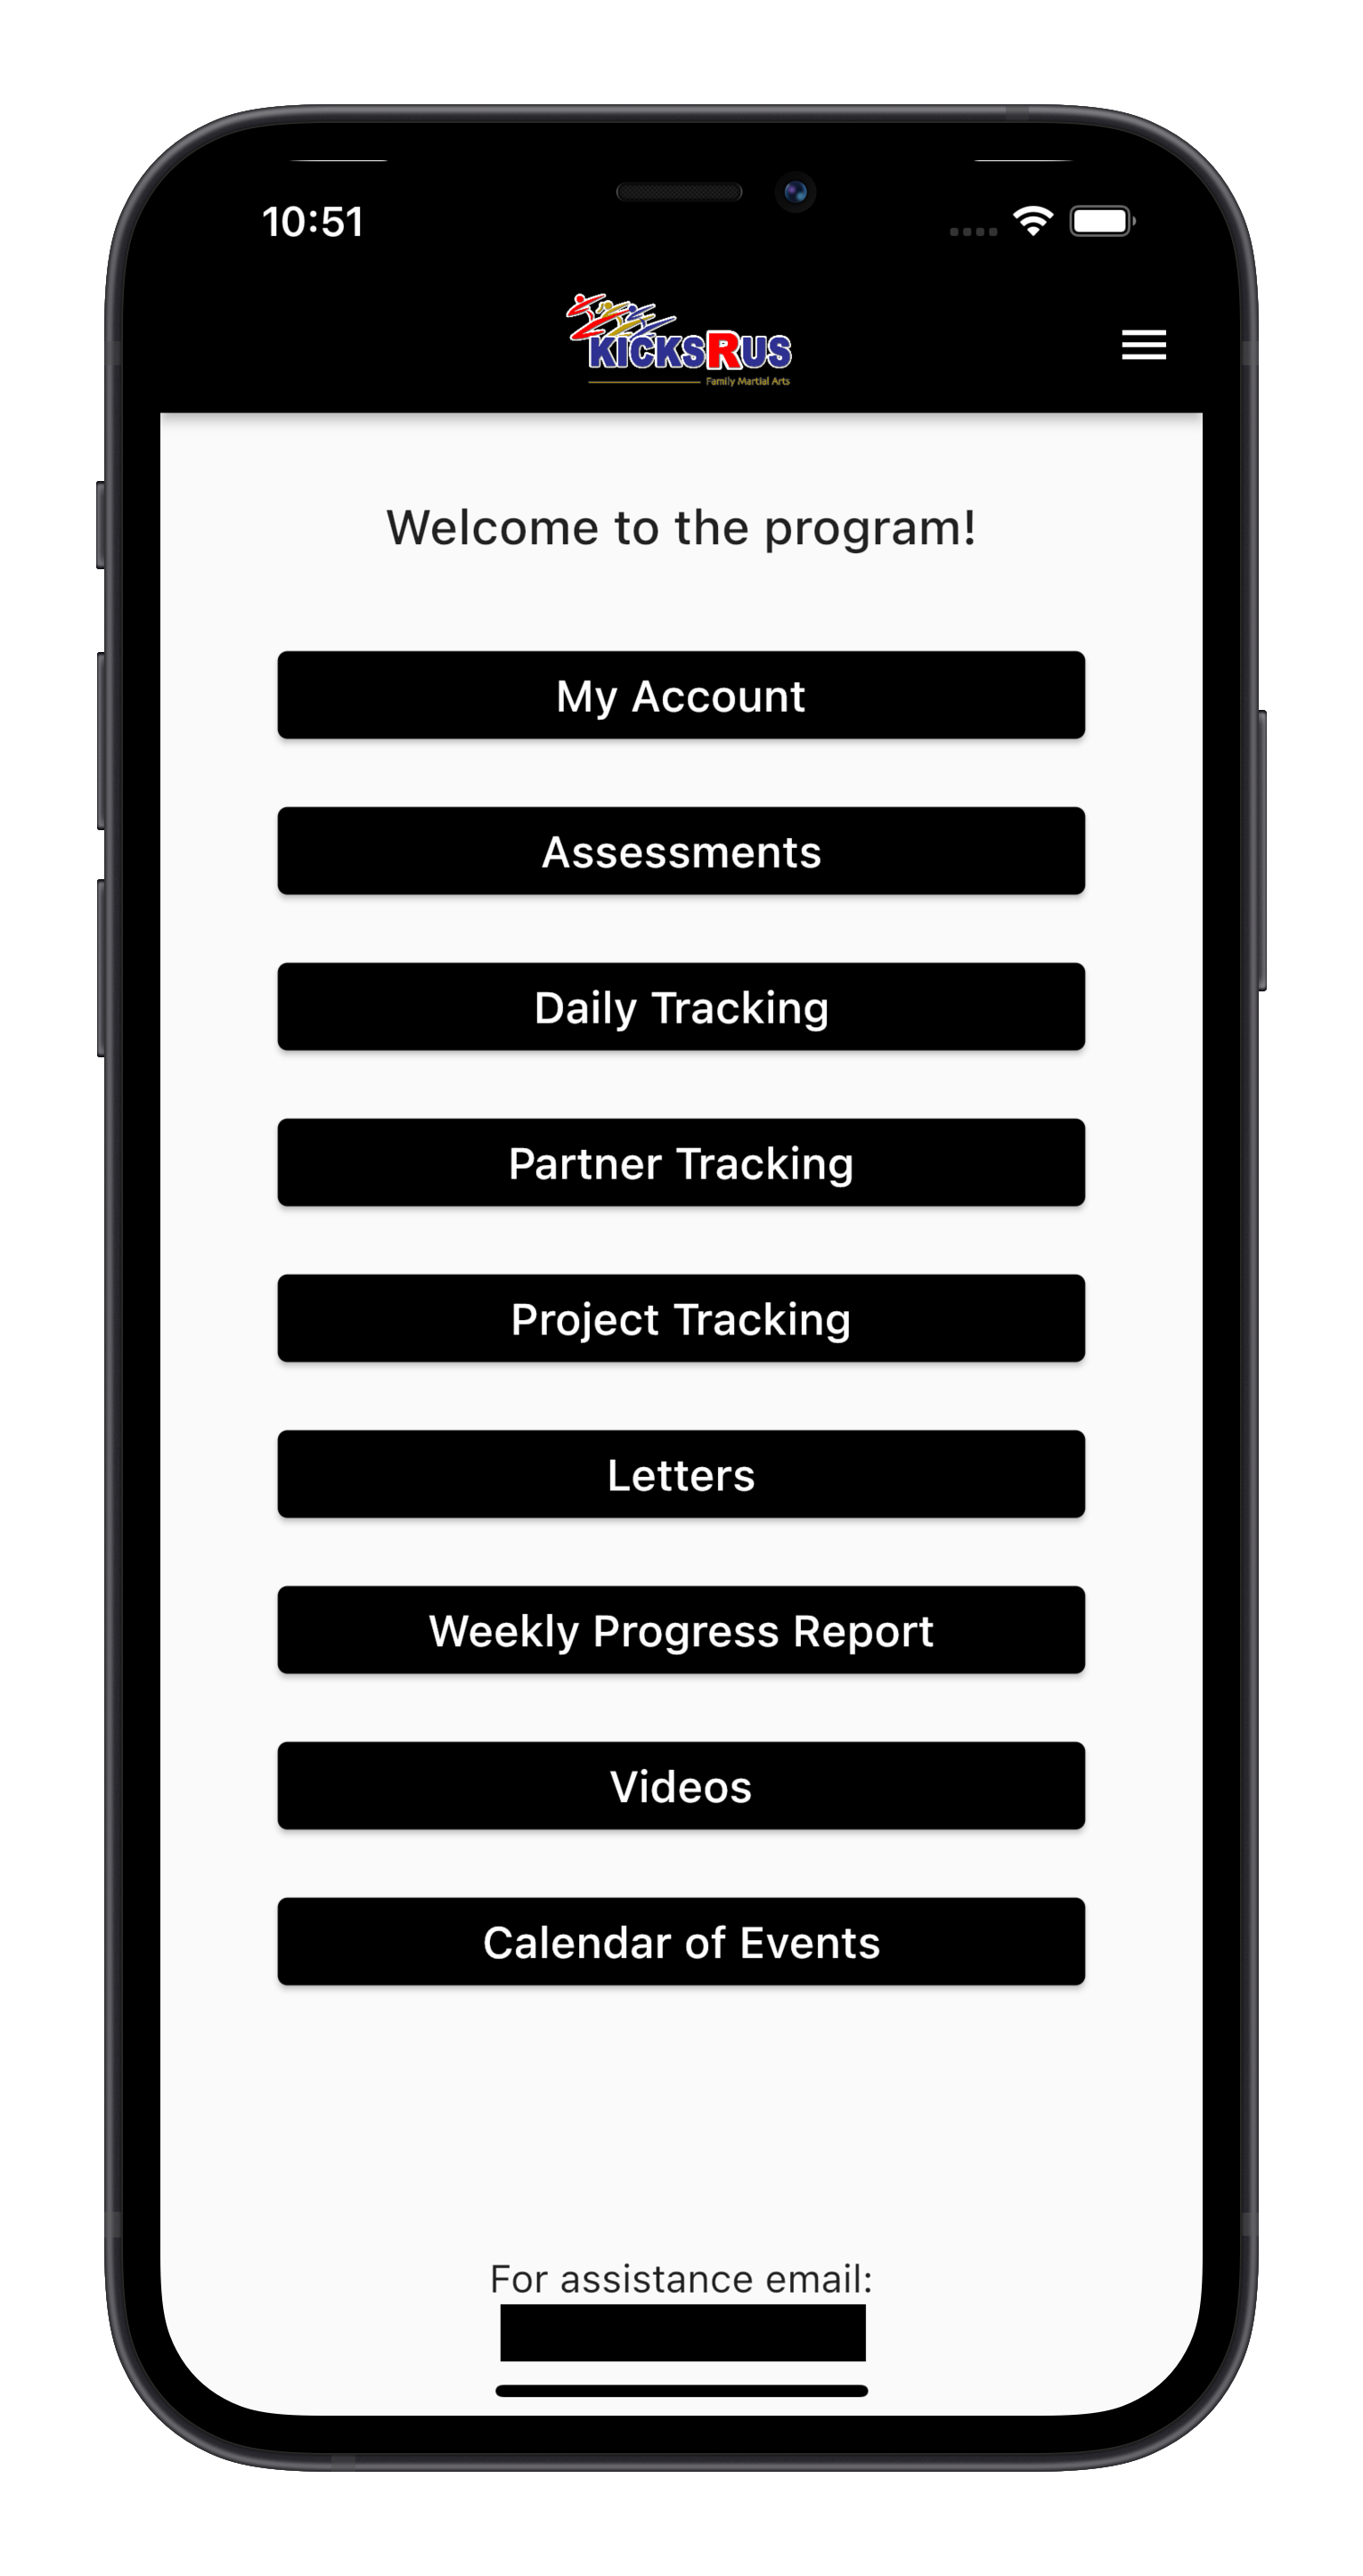 10:51
KICKSRUS
Family Martial Arts
Welcome to the program!
My Account
Assessments
Daily Tracking
Partner Tracking
Project Tracking
Letters
Weekly Progress Report
Videos
Calendar of Events
For assistance email: